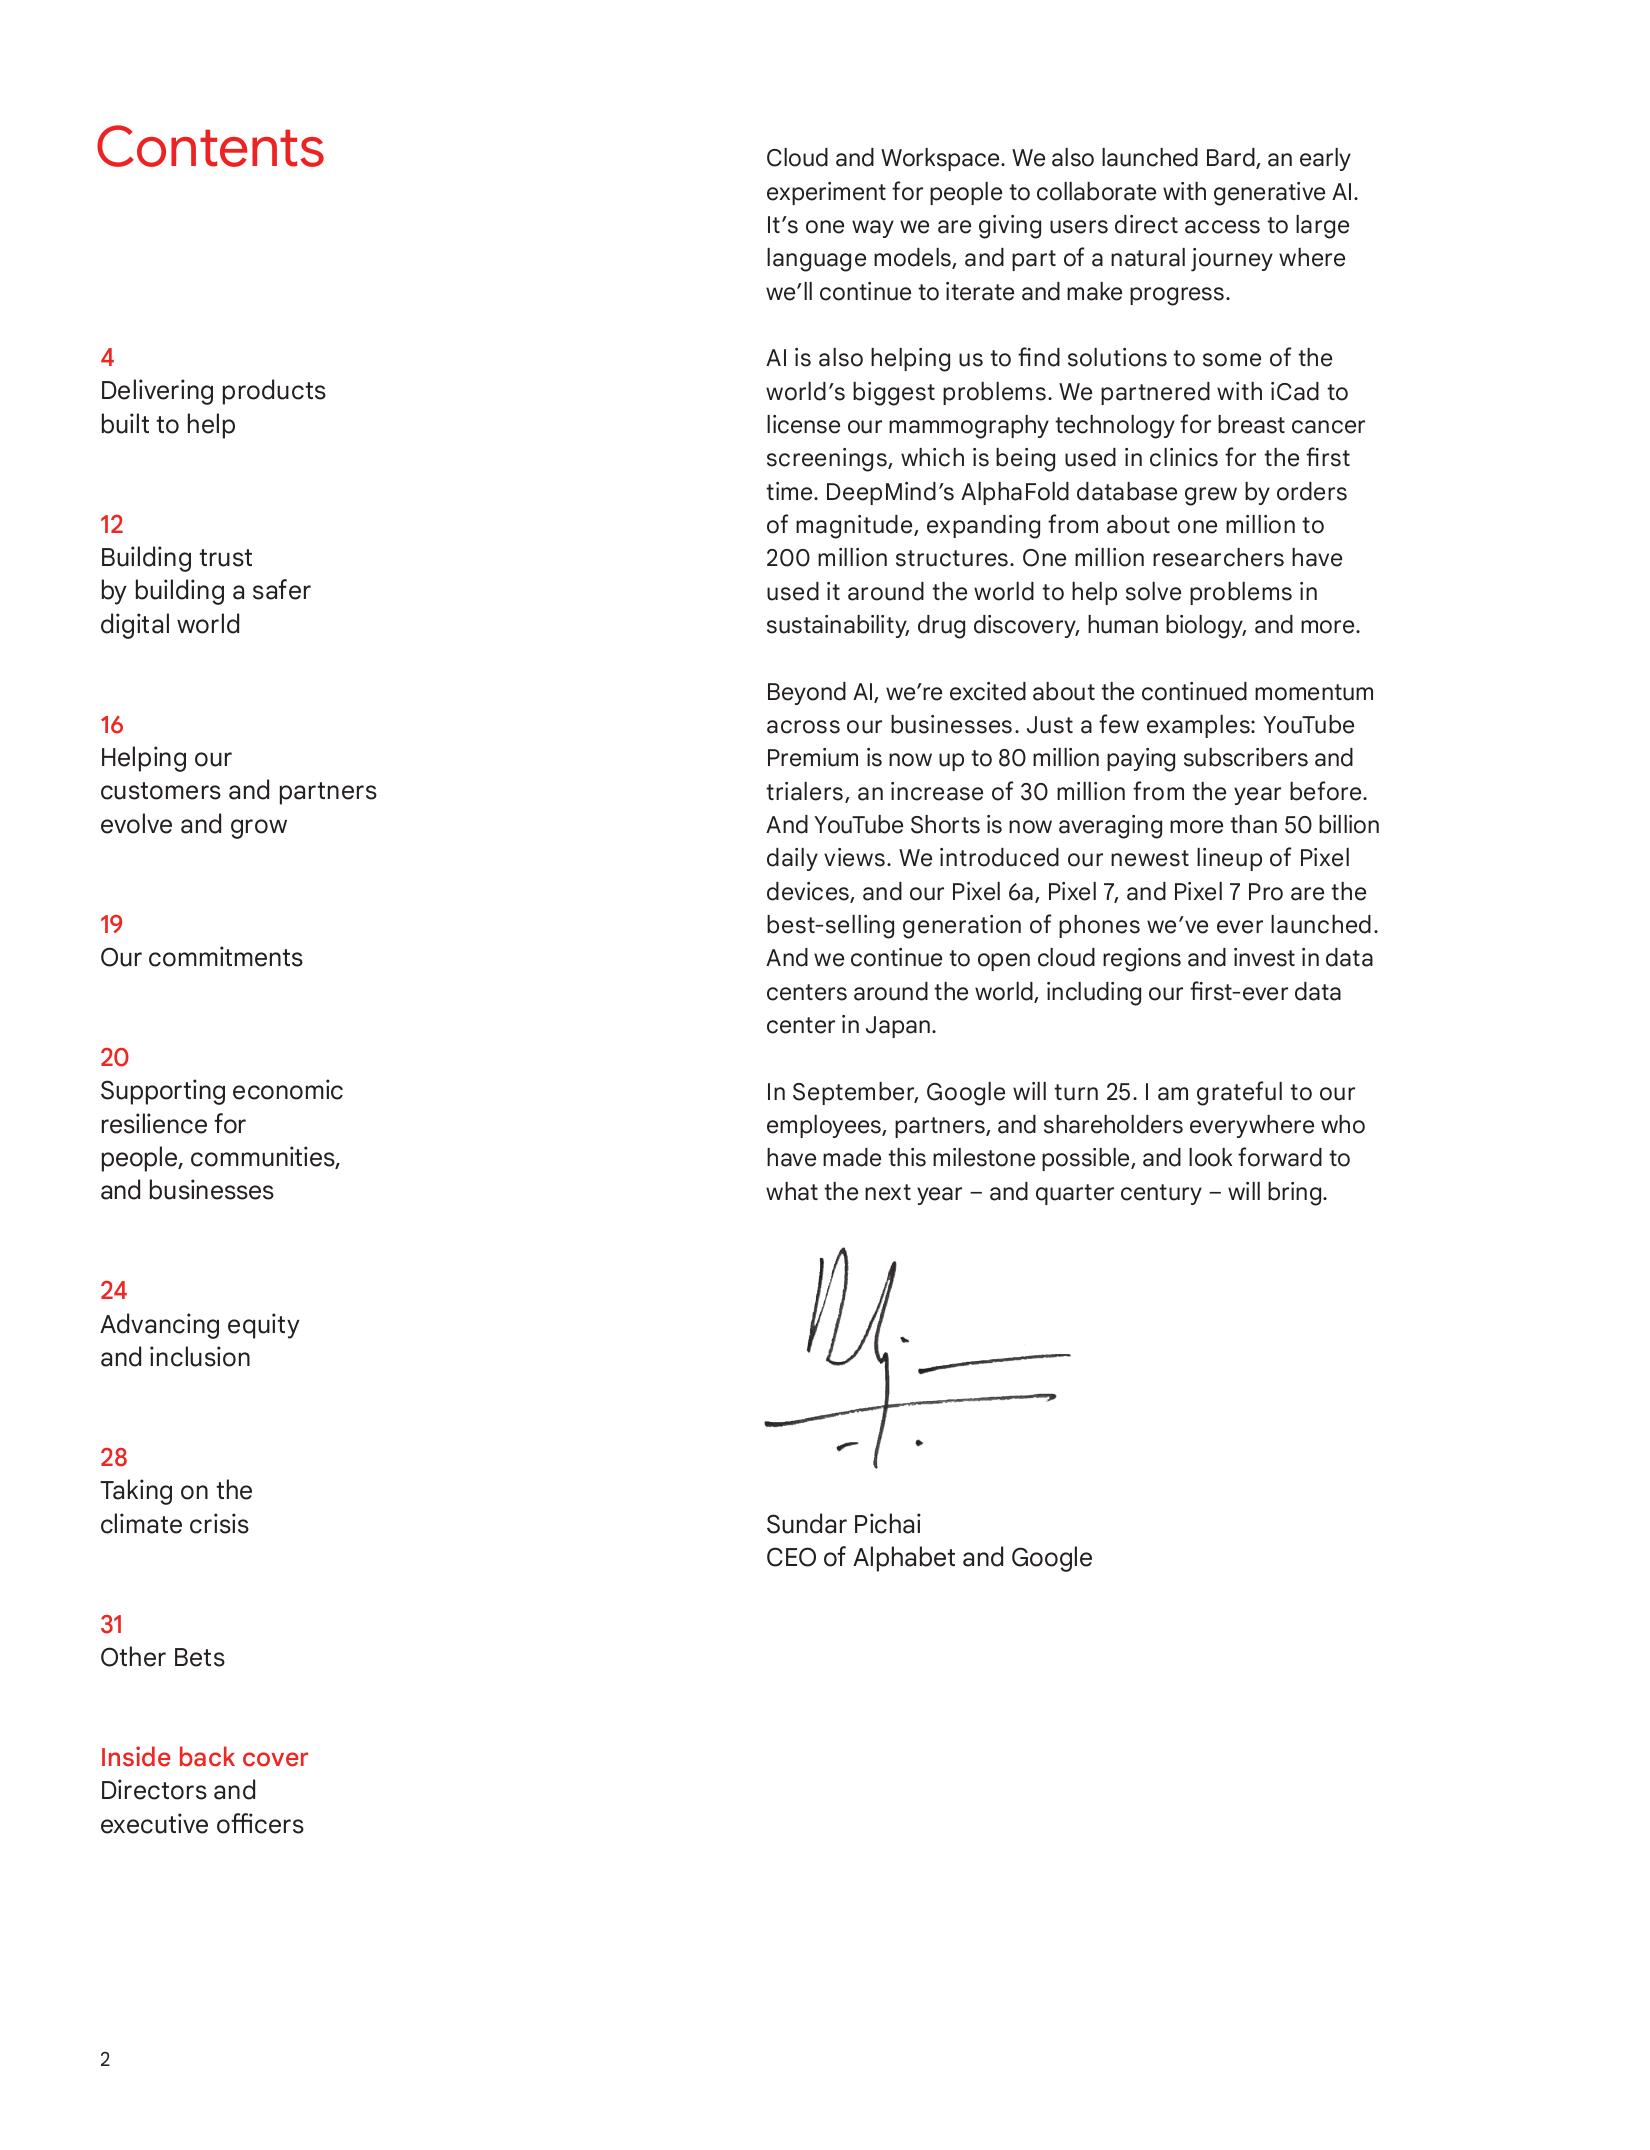 Contents
4
Delivering products
built to help
12
Building trust
by building a safer
digital world
16
Helping our
customers and partners
evolve and grow
19
Our commitments
20
Supporting economic
resilience for
people, communities,
and businesses
24
Advancing equity
and inclusion
28
Taking on the
climate crisis
31
Other Bets
Inside back cover
Directors and
executive officers
Cloud and Workspace. We also launched Bard, an early
experiment for people to collaborate with generative AI.
It’s one way we are giving users direct access to large
language models, and part of a natural journey where
we’ll continue to iterate and make progress.
AI is also helping us to find solutions to some of the
world’s biggest problems. We partnered with iCad to
license our mammography technology for breast cancer
screenings, which is being used in clinics for the first
time. DeepMind’s AlphaFold database grew by orders
of magnitude, expanding from about one million to
200 million structures. One million researchers have
used it around the world to help solve problems in
sustainability, drug discovery, human biology, and more.
Beyond AI, we’re excited about the continued momentum
across our businesses. Just a few examples: YouTube
Premium is now up to 80 million paying subscribers and
trialers, an increase of 30 million from the year before.
And YouTube Shorts is now averaging more than 50 billion
daily views. We introduced our newest lineup of Pixel
devices, and our Pixel 6a, Pixel 7, and Pixel 7 Pro are the
best-selling generation of phones we’ve ever launched.
And we continue to open cloud regions and invest in data
centers around the world, including our first-ever data
center in Japan.
In September, Google will turn 25. I am grateful to our
employees, partners, and shareholders everywhere who
have made this milestone possible, and look forward to
what the next year – and quarter century – will bring.
Sundar Pichai
CEO of Alphabet and Google
2